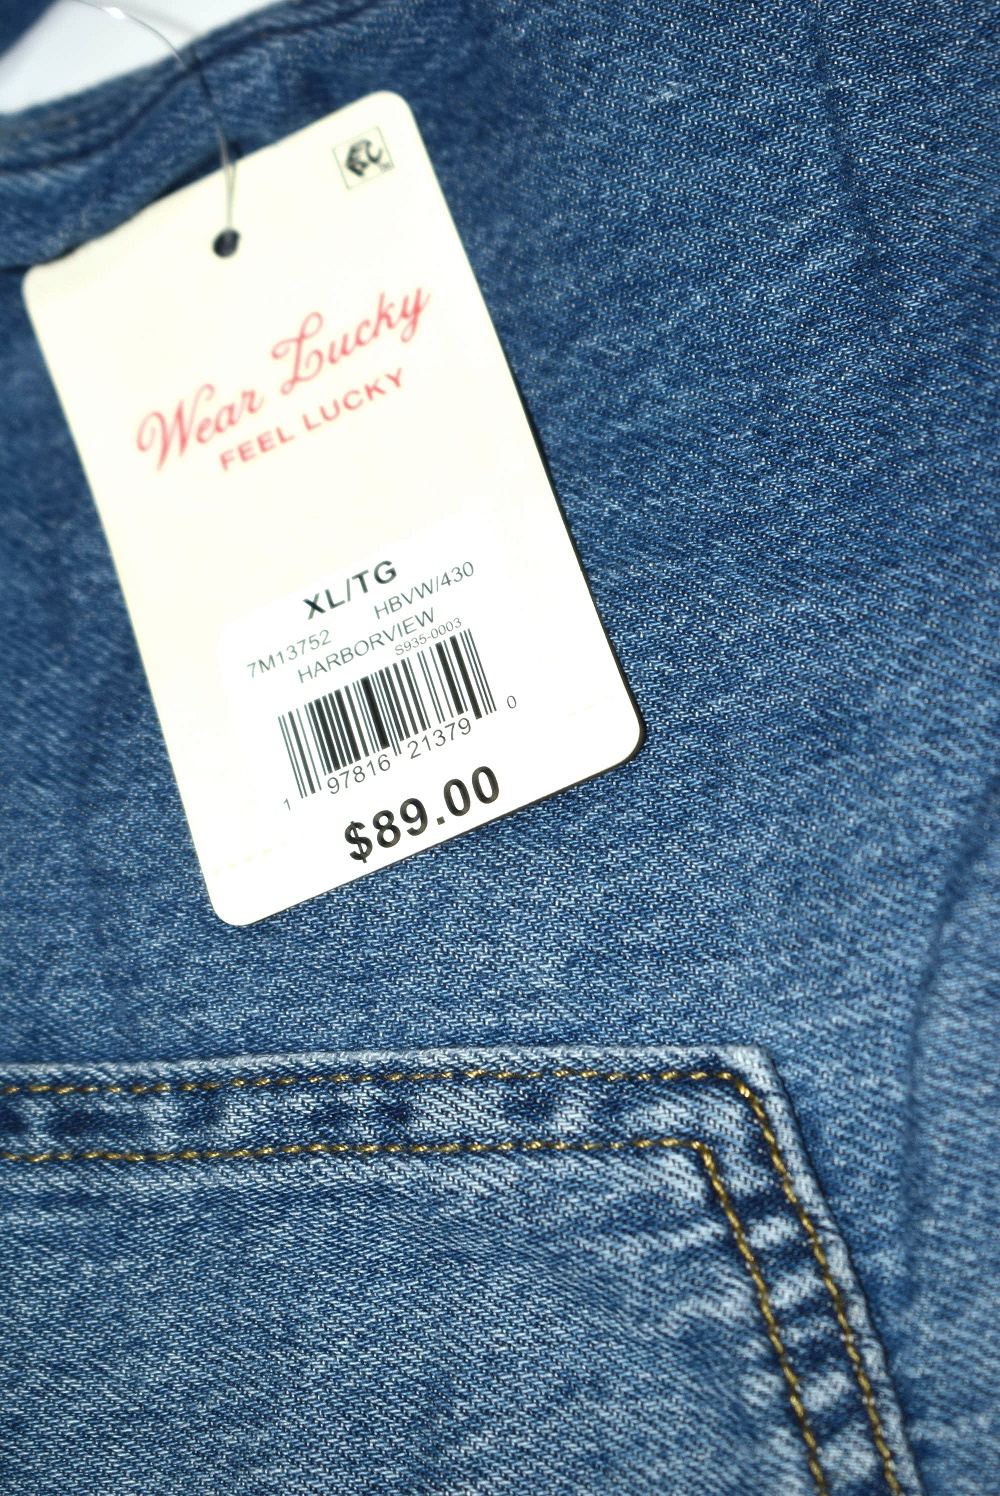 Wear Lucky
FEEL LUCKY
XL/TG
7M13752 HBVW/430
HARBORVIEW
S935-0003
1 97816 21379 0
$89.00